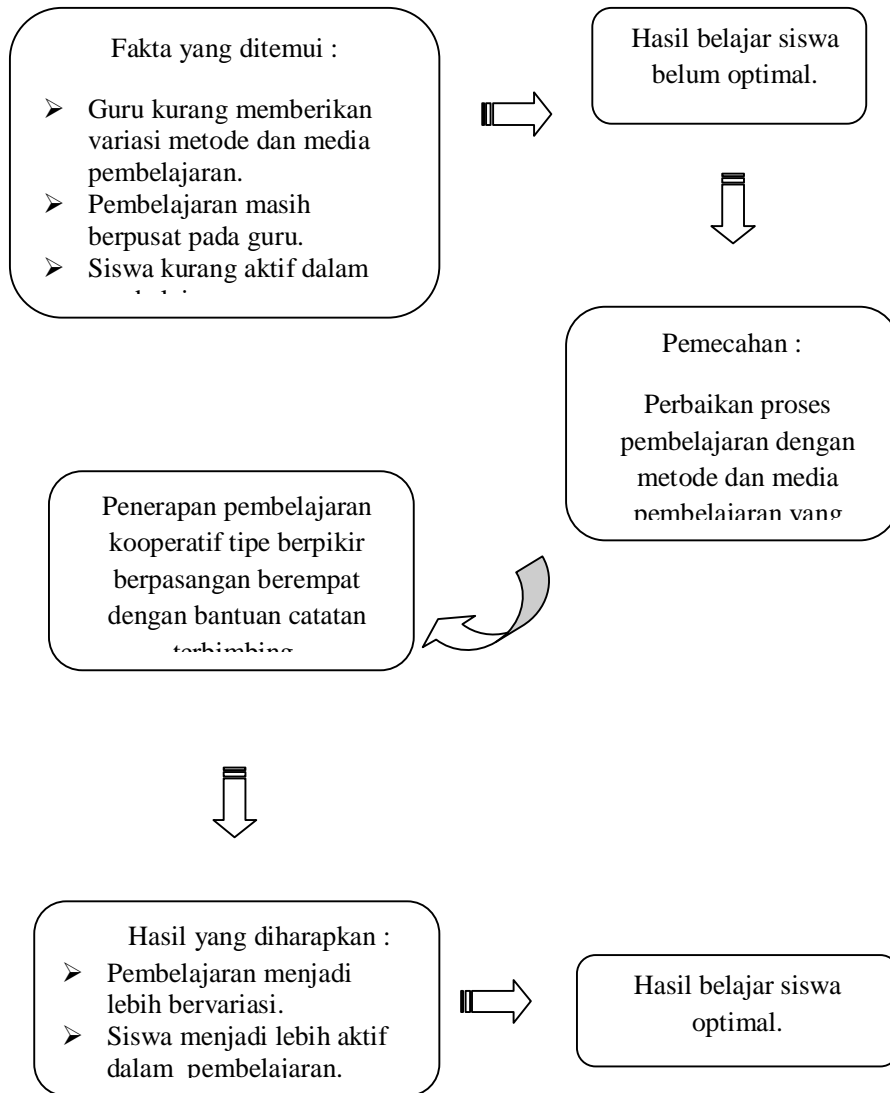 Fakta yang ditemui :
➢ Guru kurang memberikan
variasi metode dan media
pembelajaran.
➢ Pembelajaran masih
berpusat pada guru.
➢ Siswa kurang aktif dalam
Hasil belajar siswa
belum optimal.
Pemecahan :
Perbaikan proses
pembelajaran dengan
metode dan media
pembelajaran yang
Penerapan pembelajaran
kooperatif tipe berpikir
berpasangan berempat
dengan bantuan catatan
terbimbing
Hasil yang diharapkan :
➢ Pembelajaran menjadi
lebih bervariasi.
➢ Siswa menjadi lebih aktif
dalam pembelajaran.
Hasil belajar siswa
optimal.